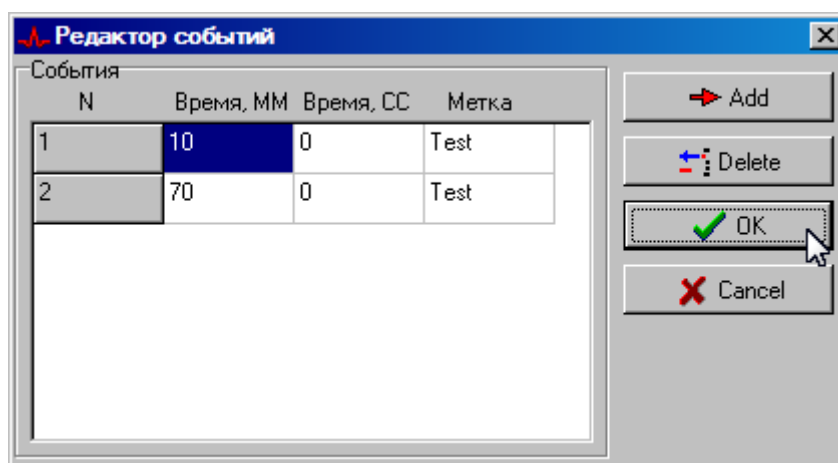 Редактор событий
События
N Время, ММ Время, СС Метка
1 10 0 Test
2 70 0 Test
Add
Delete
OK
Cancel